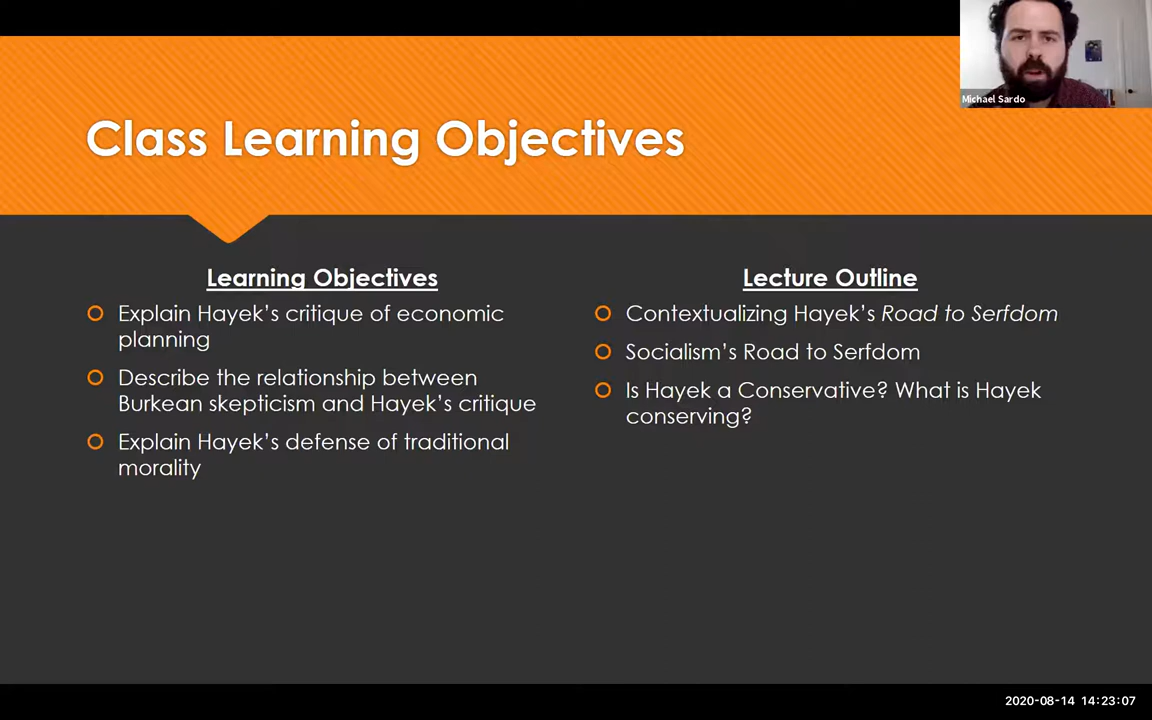 Michael Sardo
Class Learning Objectives
Learning Objectives
Explain Hayek's critique of economic
planning
Describe the relationship between
Burkean skepticism and Hayek's critique
Explain Hayek's defense of traditional
morality
Lecture Outline
Contextualizing Hayek's Road to Serfdom
Socialism's Road to Serfdom
Is Hayek a Conservative? What is Hayek
conserving?
2020-08-14 14:23:07